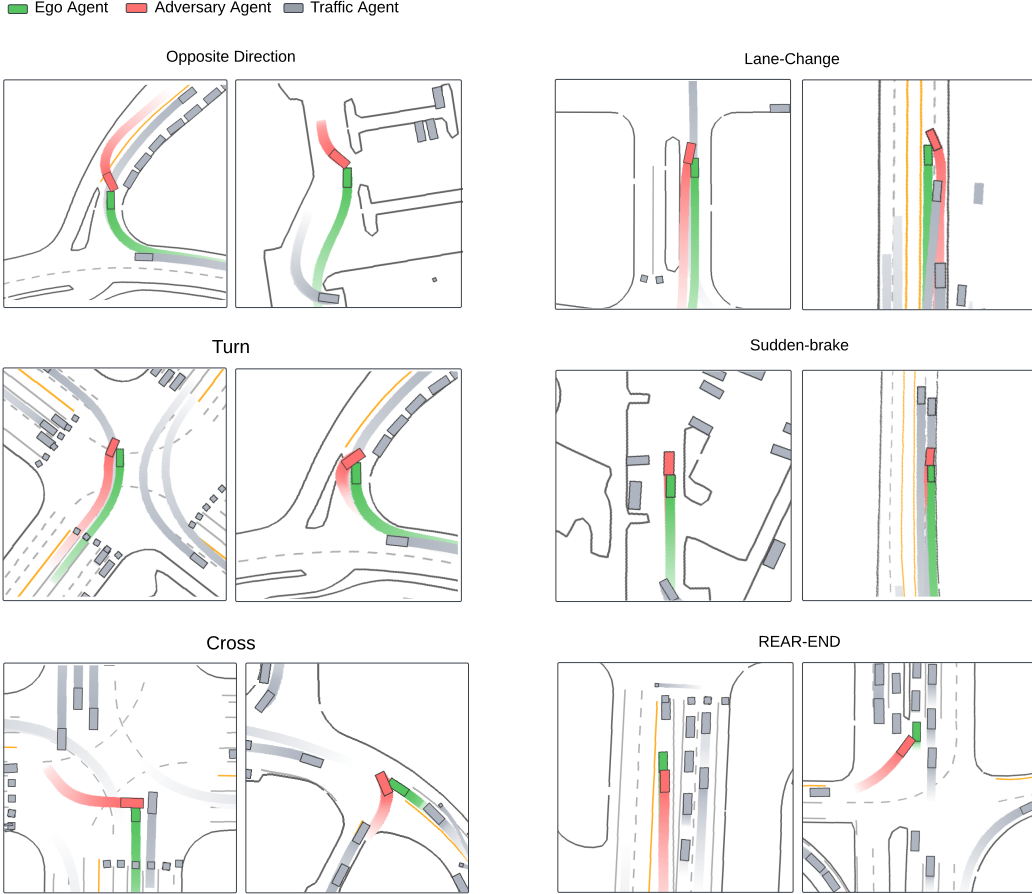 Ego Agent Adversary Agent Traffic Agent
Opposite Direction
Lane-Change
Turn
Sudden-brake
Cross
REAR-END